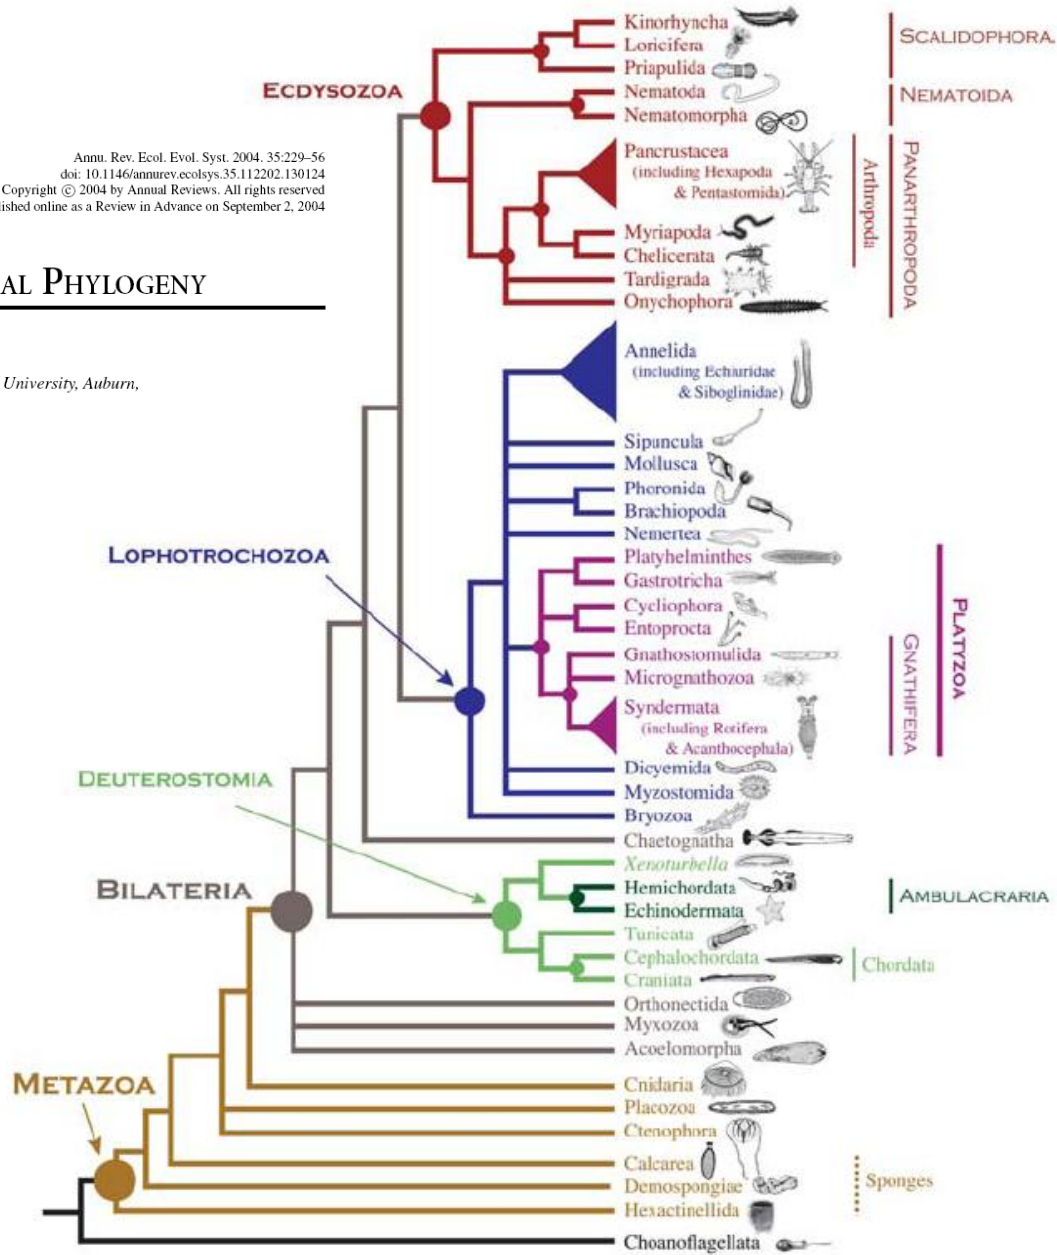 Annu. Rev. Ecol. Evol. Syst. 2004. 35:229–56
doi: 10.1146/annurev.ecolsys.35.112202.130124
Copyright © 2004 by Annual Reviews. All rights reserved
lished online as a Review in Advance on September 2, 2004
AL PHYLOGENY
University, Auburn,
ECDYSOZOA
LOPHOTROCHOZOA
DEUTEROSTOMIA
BILATERIA
METAZOA
Kinorhyncha
Loricifera
Priapulida
SCALIDOPHORA
Nematoda
Nematomorpha
NEMATOIDA
Pancrustacea
(including Hexapoda
& Pentastomida)
Myriapoda
Chelicerata
Arthropoda
Tardigrada
Onychophora
PANARTHROPODA
Annelida
(including Echiuridae
& Siboglinidae)
Sipuncula
Mollusca
Phoronida
Brachiopoda
Nemertea
Platyhelminthes
Gastrotricha
Cycliophora
Entoprocta
Gnathostomulida
Micrognathozoa
Syndermata
(including Rotifera
& Acanthocephala)
GNATHIFERA
PLATYZOA
Dicyemida
Myzostomida
Bryozoa
Chaetognatha
Xenoturbella
Hemichordata
Echinodermata
AMBULACRARIA
Tunicata
Cephalochordata
Craniata
Chordata
Orthonectida
Myxozoa
Acoelomorpha
Cnidaria
Placozoa
Ctenophora
Calcarea
Demospongiae
Hexactinellida
Sponges
Choanoflagellata